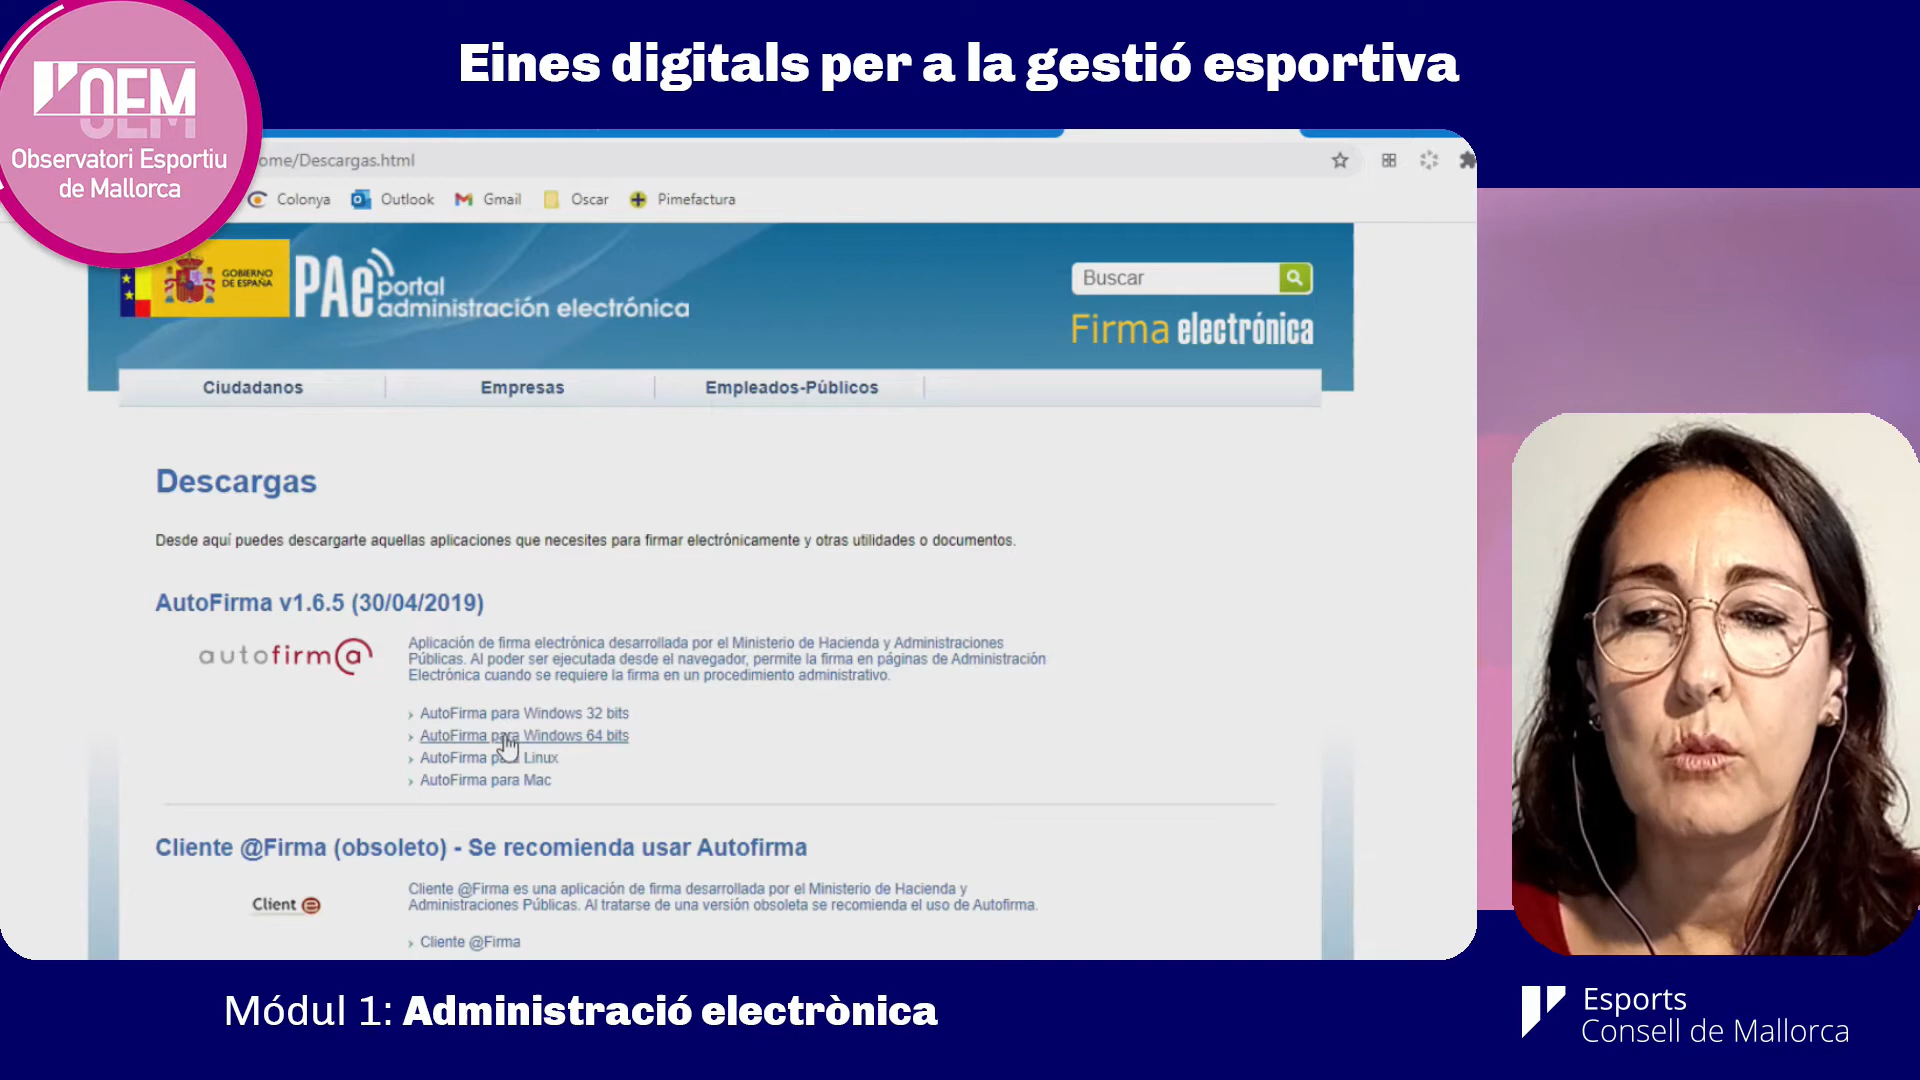 Eines digitals per a la gestió esportiva
L'OEM
Observatori Esportiu
de Mallorca
ome/Descargas.html
Colonya
Outlook
Gmail
Oscar
Pimefactura
GOBIERNO
DE ESPAÑA
PAe portal
administración electrónica
Buscar
Firma electrónica
Ciudadanos
Empresas
Empleados-Públicos
Descargas
Desde aquí puedes descargarte aquellas aplicaciones que necesites para firmar electrónicamente y otras utilidades o documentos.
AutoFirma v1.6.5 (30/04/2019)
autofirm@
Aplicación de firma electrónica desarrollada por el Ministerio de Hacienda y Administraciones
Públicas. Al poder ser ejecutada desde el navegador, permite la firma en páginas de Administración
Electrónica cuando se requiere la firma en un procedimiento administrativo.
› AutoFirma para Windows 32 bits
› AutoFirma para Windows 64 bits
› AutoFirma para Linux
› AutoFirma para Mac
Cliente @Firma (obsoleto) - Se recomienda usar Autofirma
Client e
Cliente @Firma es una aplicación de firma desarrollada por el Ministerio de Hacienda y
Administraciones Públicas. Al tratarse de una versión obsoleta se recomienda el uso de Autofirma.
› Cliente @Firma
Módul 1: Administració electrònica
Esports
Consell de Mallorca